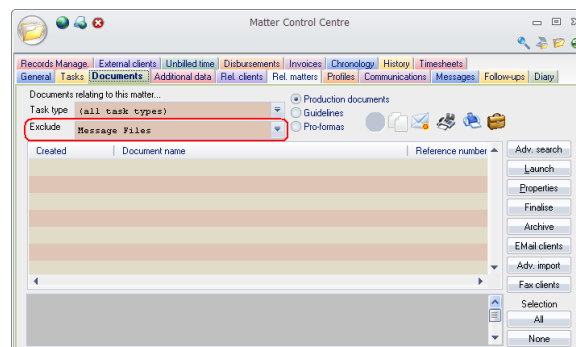 Matter Control Centre
Records Manage. External clients Unbilled time Disbursements Invoices Chronology History Timesheets
General Tasks Documents Additional data Rel. clients Rel. matters Profiles Communications Messages Follow-ups Diary
Documents relating to this matter...
Task type (all task types)
Exclude Message Files
Production documents
Guidelines
Pro-formas
Created Document name Reference number
Adv. search
Launch
Properties
Finalise
Archive
EMail clients
Adv. import
Fax clients
Selection
All
None